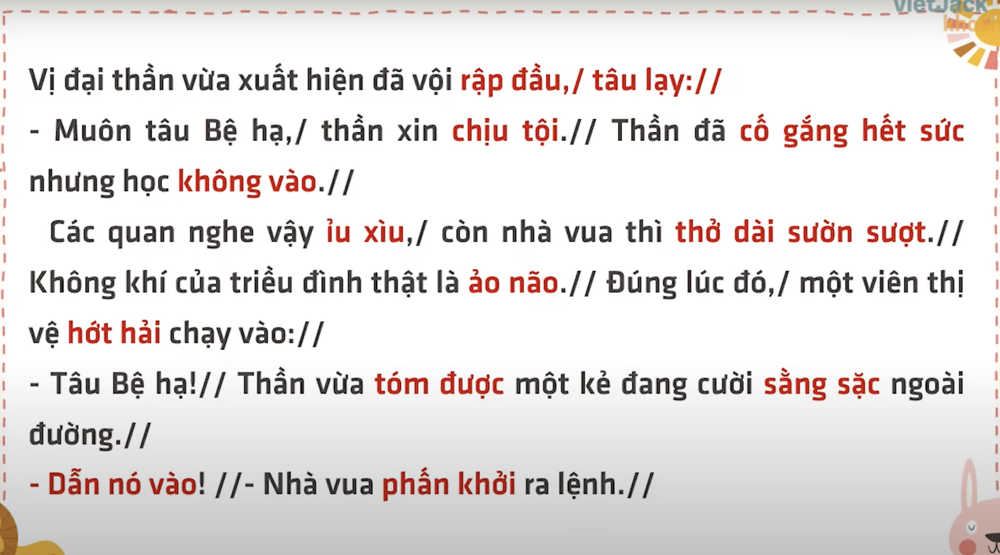 VietJack
Vị đại thần vừa xuất hiện đã vội rập đầu,/ tâu lạy://
- Muôn tâu Bệ hạ,/ thần xin chịu tội.// Thần đã cố gắng hết sức
nhưng học không vào.//
Các quan nghe vậy ỉu xìu,/ còn nhà vua thì thở dài sườn sượt.//
Không khí của triều đình thật là ảo não.// Đúng lúc đó,/ một viên thị
vệ hớt hải chạy vào://
- Tâu Bệ hạ!// Thần vừa tóm được một kẻ đang cười sằng sặc ngoài
đường.//
- Dẫn nó vào! //- Nhà vua phấn khởi ra lệnh.//